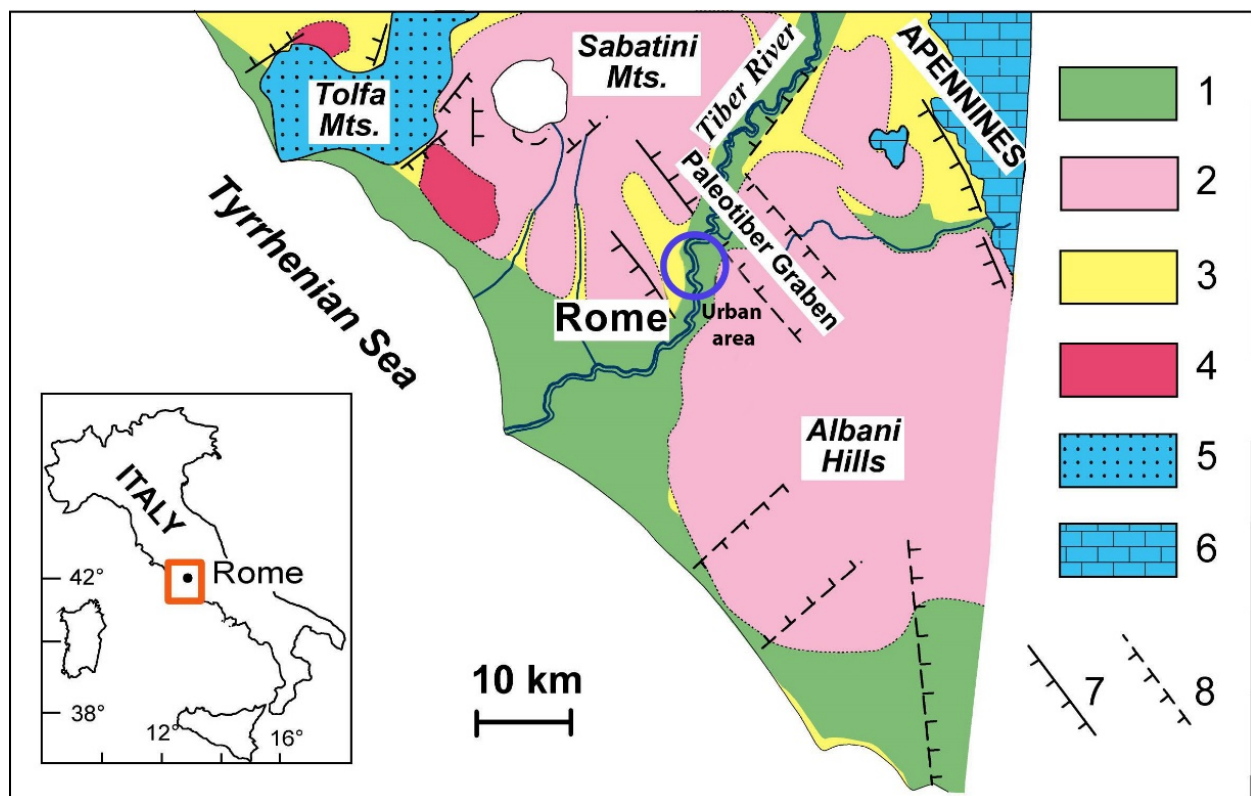 Sabatini
Mts.
Tolfa
Mts.
Tiber River
APENNINES
Paleotiber Graben
Tyrrhenian Sea
Rome
Urban
area
Albani
Hills
10 km
ITALY
Rome
42°
38°
12°
16°
1
2
3
4
5
6
7
8